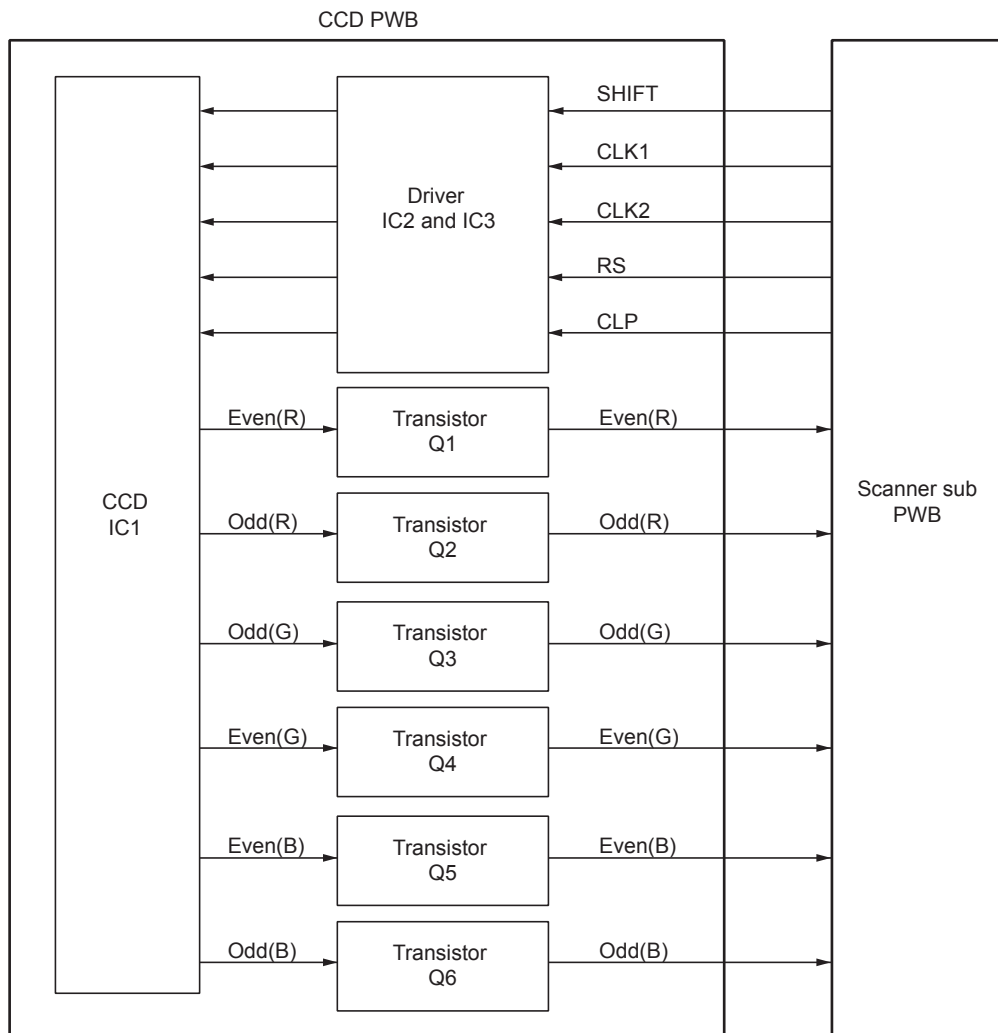 CCD PWB
SHIFT
CLK1
Driver
IC2 and IC3
CLK2
RS
CLP
Even(R)
Transistor
Q1
Even(R)
CCD
IC1
Odd(R)
Transistor
Q2
Odd(R)
Scanner sub
PWB
Odd(G)
Transistor
Q3
Odd(G)
Even(G)
Transistor
Q4
Even(G)
Even(B)
Transistor
Q5
Even(B)
Odd(B)
Transistor
Q6
Odd(B)